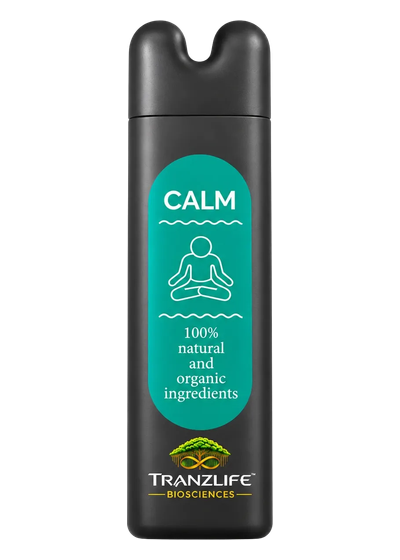 CALM
100%
natural
and
organic
ingredients
TRANZLIFE™
BIOSCIENCES